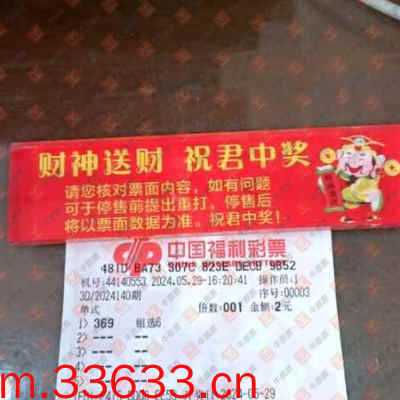 财神送财 祝君中奖
请您核对票面内容，如有问题
可于停售前提出重打。停售后
将以票面数据为准。祝君中奖！
中国福利彩票
481D BA73 307C 823E DECB 9852
机号:44140553 2024.05.29-16:20:41 操作员:1
3D/2024140期 序号:00003
单式 倍数:001 金额:2元
1> 369 组选6
2> ---
3> ---
4> ---
5> ---
m.33633.cn